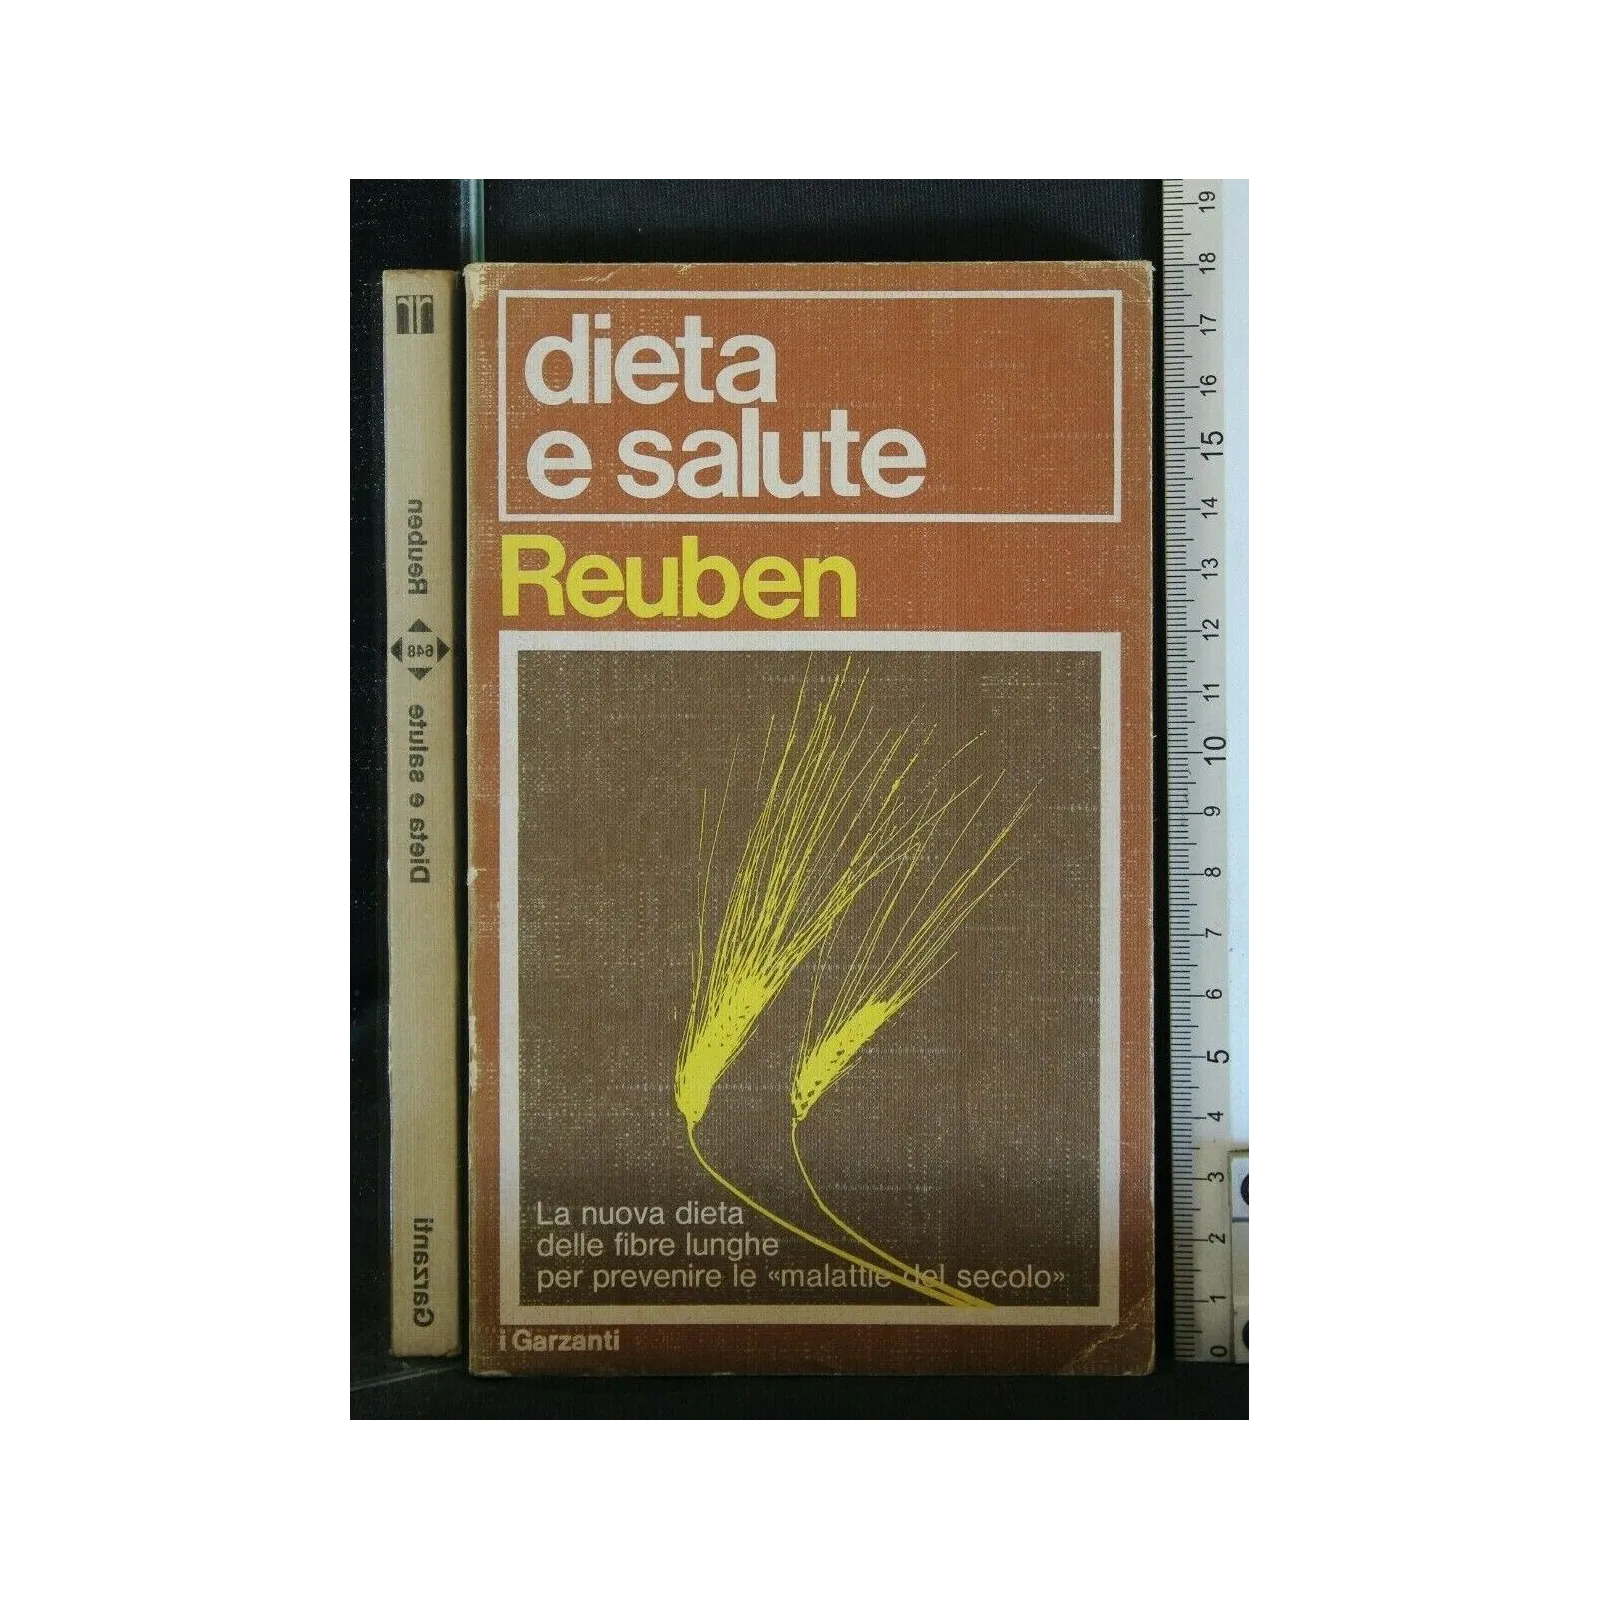 dieta
e salute
Reuben
La nuova dieta
delle fibre lunghe
per prevenire le «malattie del secolo»
i Garzanti
Reuben
648
Dieta e salute
Garzanti
19
18
17
16
15
14
13
12
11
10
9
8
7
6
5
4
3
2
1
0